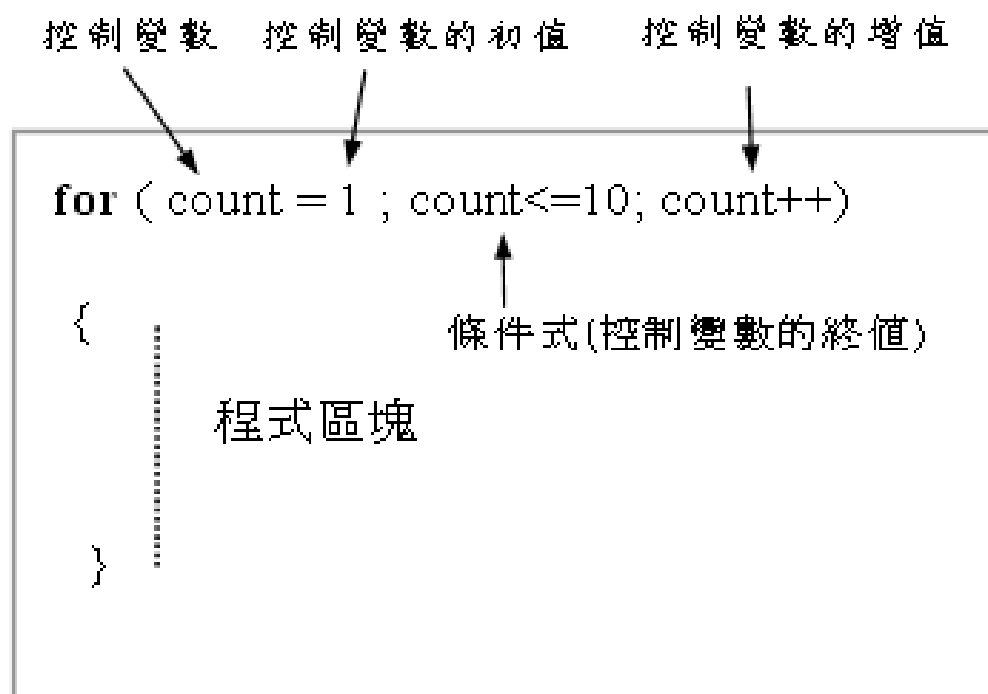 控制變數 控制變數的初值 控制變數的增值
for ( count = 1 ; count<=10; count++)
{
條件式(控制變數的終值)
程式區塊
}